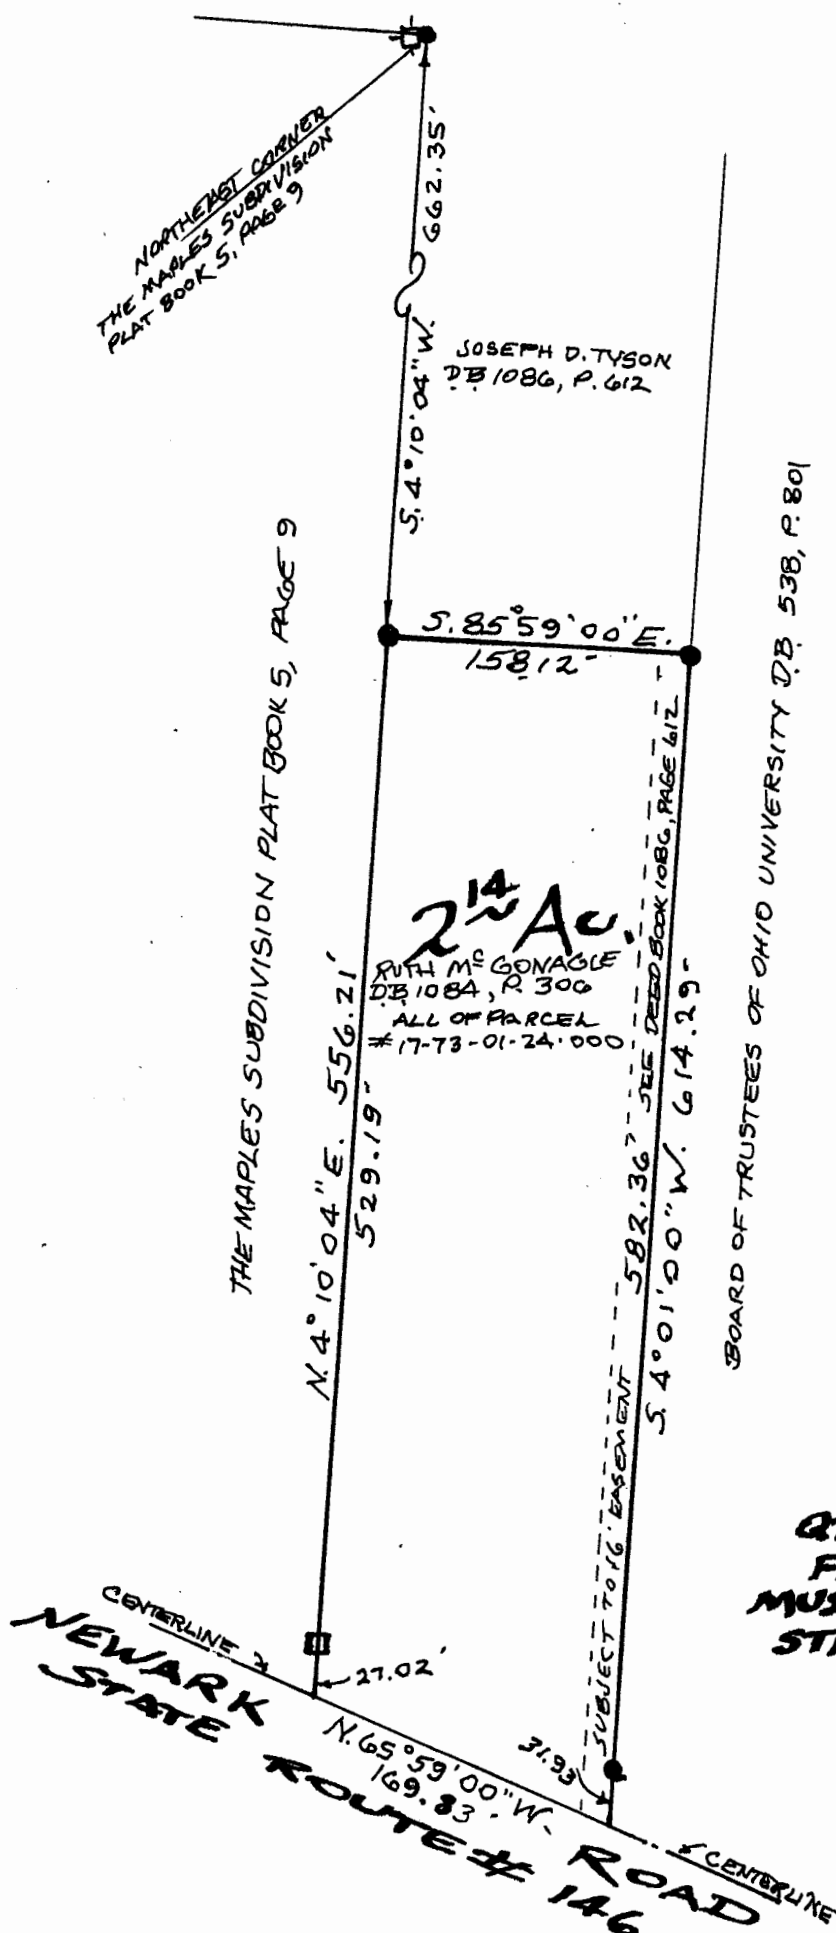 NORTHEAST CORNER
THE MAPLES SUBDIVISION
PLAT BOOK 5, PAGE 9
662.35'
S. 4° 10' 04" W.
JOSEPH D. TYSON
D.B. 1086, P. 612
S. 85° 59' 00" E.
158.12'
THE MAPLES SUBDIVISION PLAT BOOK 5, PAGE 9
BOARD OF TRUSTEES OF OHIO UNIVERSITY D.B. 538, P. 801
2.14 Ac.
RUTH McGONAGLE
D.B. 1084, P. 306
ALL OF PARCEL
# 17-73-01-24-000
N. 4° 10' 04" E. 556.21'
529.19'
SUBJECT TO 16' EASEMENT SEE DEED BOOK 1086, PAGE 612
582.36'
S. 4° 01' 00" W. 614.29'
CENTERLINE
27.02'
31.93
N. 65° 59' 00" W.
169.83'
NEWARK ROAD
STATE ROUTE # 146
CENTERLINE
MUS